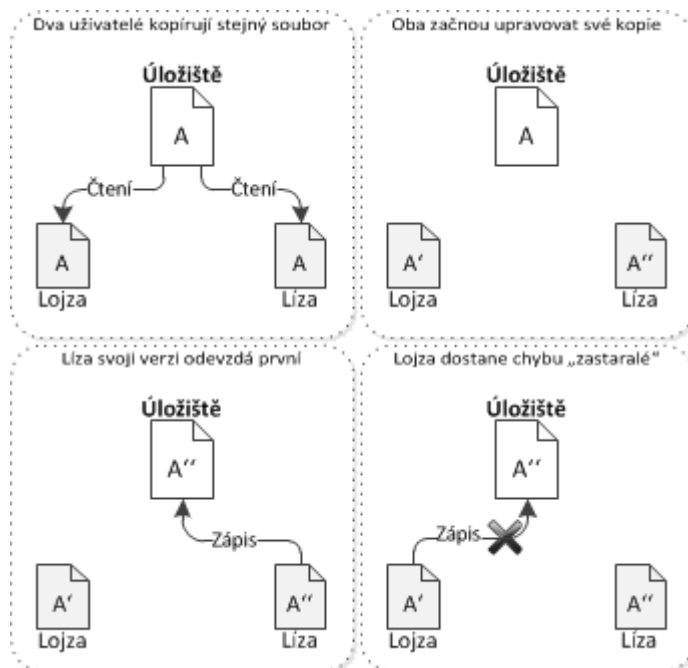 Dva uživatelé kopírují stejný soubor
Úložiště
A
Čtení
Čtení
A
A
Lojza
Líza
Oba začnou upravovat své kopie
Úložiště
A
A‘
A‘‘
Lojza
Líza
Líza svoji verzi odevzdá první
Úložiště
A‘‘
Zápis
A‘
A‘‘
Lojza
Líza
Lojza dostane chybu „zastaralé“
Úložiště
A‘‘
Zápis
A‘
A‘‘
Lojza
Líza